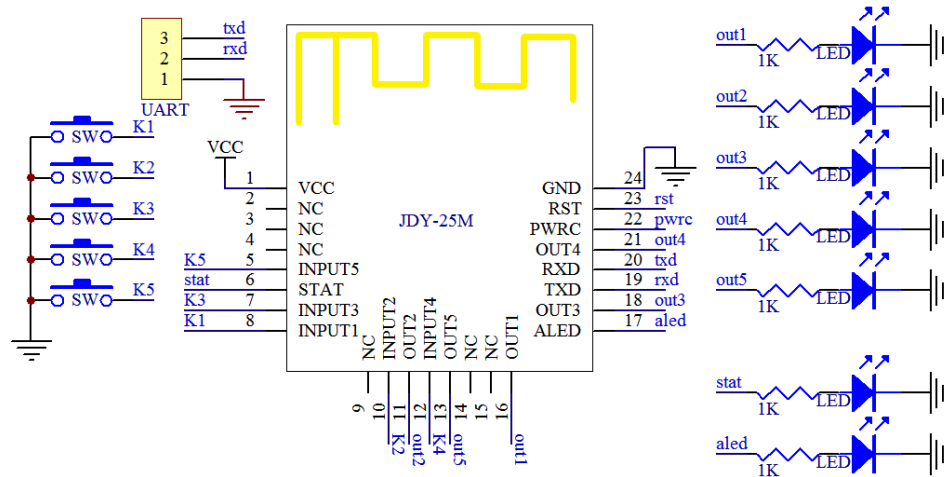 3 txd
2 rxd
1
UART
SW K1
SW K2
SW K3
SW K4
SW K5
VCC
JDY-25M
1 VCC
2 NC
3 NC
4 NC
K5 5 INPUT5
stat 6 STAT
K3 7 INPUT3
K1 8 INPUT1
GND 24
RST 23 rst
PWRC 22 pwrc
OUT4 21 out4
RXD 20 txd
TXD 19 rxd
OUT3 18 out3
ALED 17 aled
NC 9
INPUT2 10 K2
OUT2 11 out2
INPUT4 12 K4
OUT5 13 out5
NC 14
NC 15
OUT1 16 out1
out1 1K LED
out2 1K LED
out3 1K LED
out4 1K LED
out5 1K LED
stat 1K LED
aled 1K LED